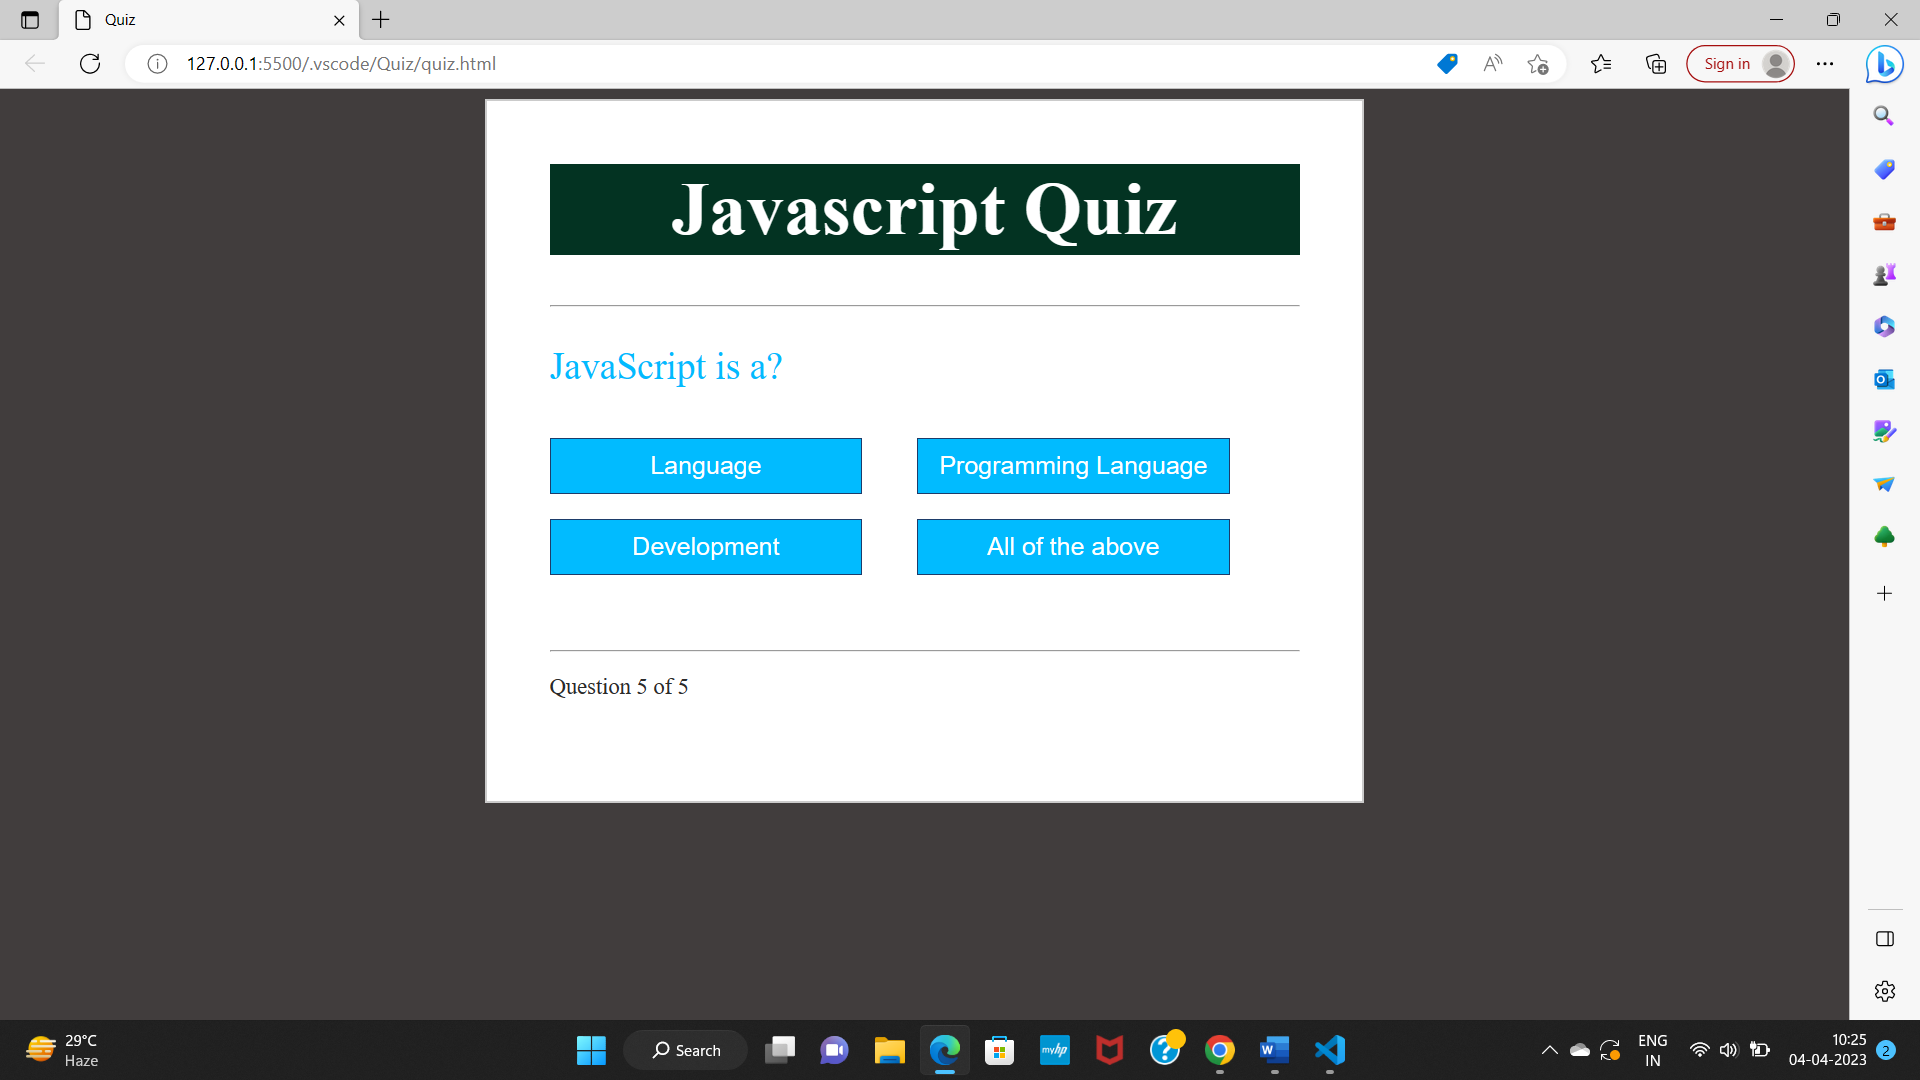 Quiz
127.0.0.1:5500/.vscode/Quiz/quiz.html
Sign in
Javascript Quiz
JavaScript is a?
Language
Programming Language
Development
All of the above
Question 5 of 5
29°C
Haze
Search
myhp
ENG
IN
10:25
04-04-2023
2